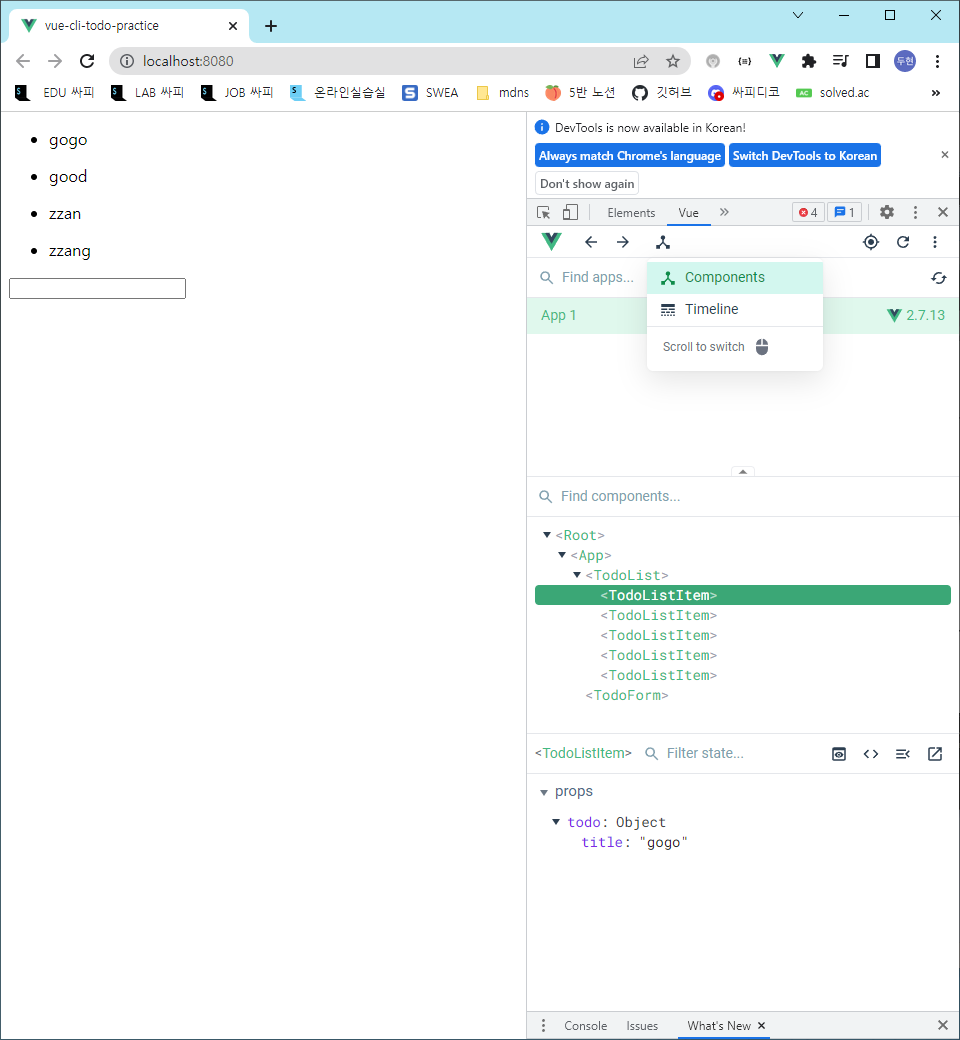 vue-cli-todo-practice
localhost:8080
두현
EDU 싸피
LAB 싸피
JOB 싸피
온라인실습실
SWEA
mdns
5반 노션
깃허브
싸피디코
solved.ac
»
gogo
good
zzan
zzang
DevTools is now available in Korean!
Always match Chrome's language
Switch DevTools to Korean
Don't show again
Elements
Vue
4
1
Find apps...
Components
Timeline
Scroll to switch
App 1
2.7.13
Find components...
<Root>
<App>
<TodoList>
<TodoListItem>
<TodoListItem>
<TodoListItem>
<TodoListItem>
<TodoListItem>
<TodoForm>
<TodoListItem>
Filter state...
props
todo: Object
title: "gogo"
Console
Issues
What's New